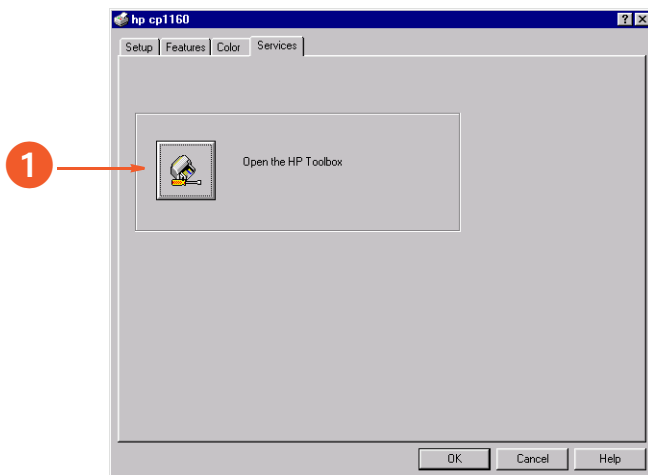 hp cp1160
Setup Features Color Services
1
Open the HP Toolbox
OK Cancel Help